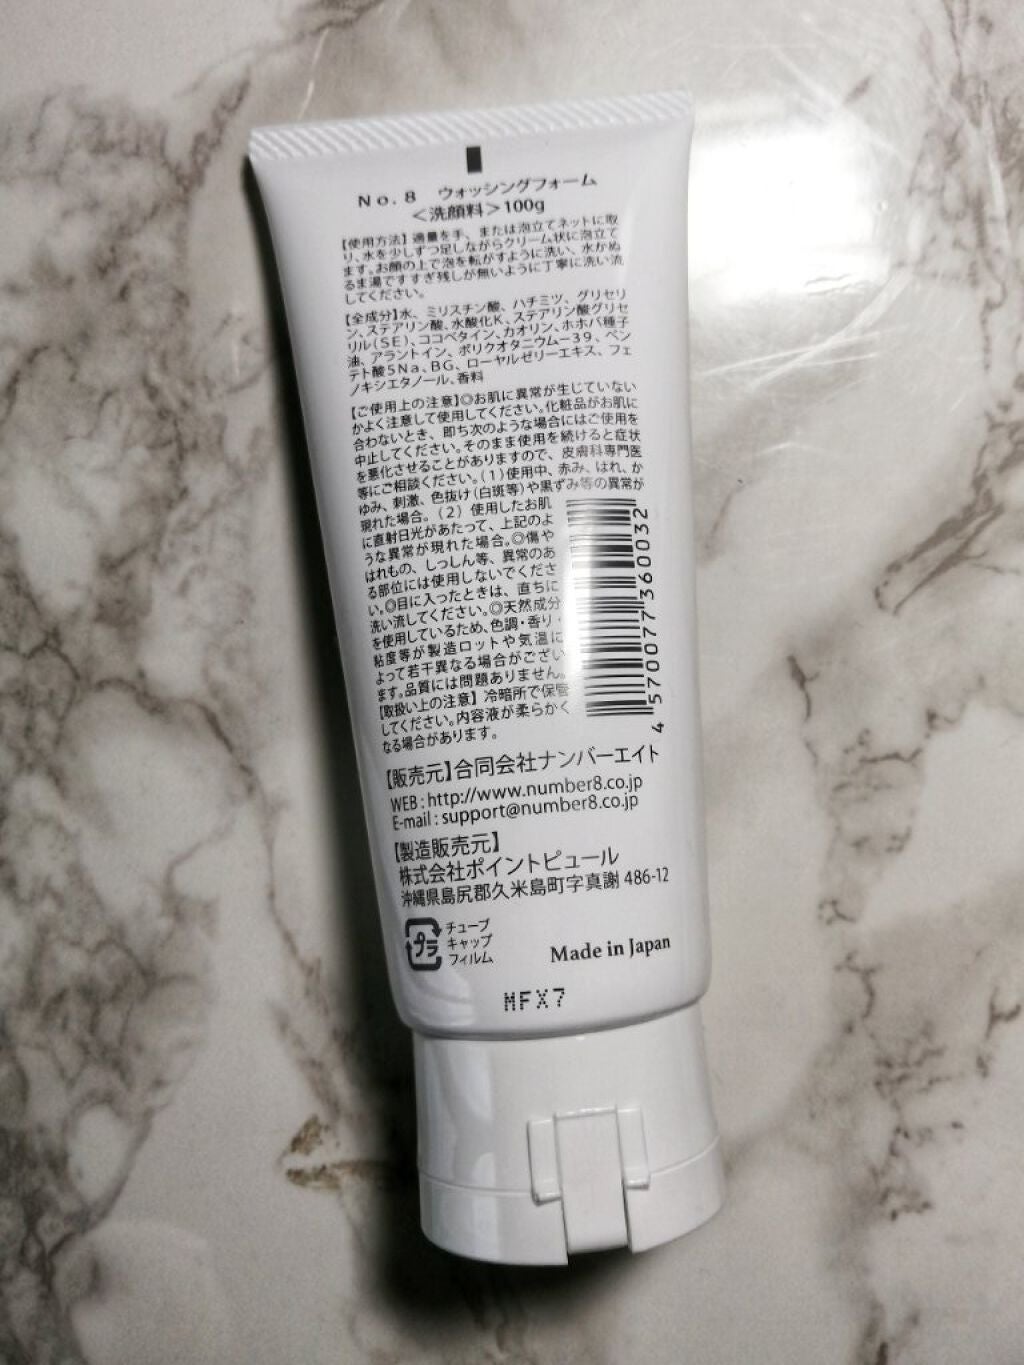 No. 8　ウォッシングフォーム
＜洗顔料＞100g
【使用方法】適量を手、または泡立てネットに取
り、水を少しずつ足しながらクリーム状に泡立て
ます。お顔の上で泡を転がすように洗い、水かぬ
るま湯ですすぎ残しが無いように丁寧に洗い流
してください。
【全成分】水、ミリスチン酸、ハチミツ、グリセリ
ン、ステアリン酸、水酸化K、ステアリン酸グリセ
リル(SE)、ココベタイン、カオリン、ホホバ種子
油、アラントイン、ポリクオタニウム－39、ペン
テト酸5Na、BG、ローヤルゼリーエキス、フェ
ノキシエタノール、香料
【ご使用上の注意】◎お肌に異常が生じていない
かよく注意して使用してください。化粧品がお肌に
合わないとき、即ち次のような場合にはご使用を
中止してください。そのまま使用を続けると症状
を悪化させることがありますので、皮膚科専門医
等にご相談ください。(1)使用中、赤み、はれ、か
ゆみ、刺激、色抜け(白斑等)や黒ずみ等の異常が
現れた場合。(2) 使用したお肌
に直射日光があたって、上記のよ
うな異常が現れた場合。◎傷や
はれもの、しっしん等、異常のあ
る部位には使用しないでくださ
い。◎目に入ったときは、直ちに
洗い流してください。◎天然成分
を使用しているため、色調・香り・
粘度等が製造ロットや気温に
よって若干異なる場合がござい
ます。品質には問題ありません。
【取扱い上の注意】冷暗所で保管
してください。内容液が柔らかく
なる場合があります。
4 570077 360032
【販売元】合同会社ナンバーエイト
WEB : http://www.number8.co.jp
E-mail : support@number8.co.jp
【製造販売元】
株式会社ポイントピュール
沖縄県島尻郡久米島町字真謝 486-12
プラ
チューブ
キャップ
フィルム
Made in Japan
MFX7